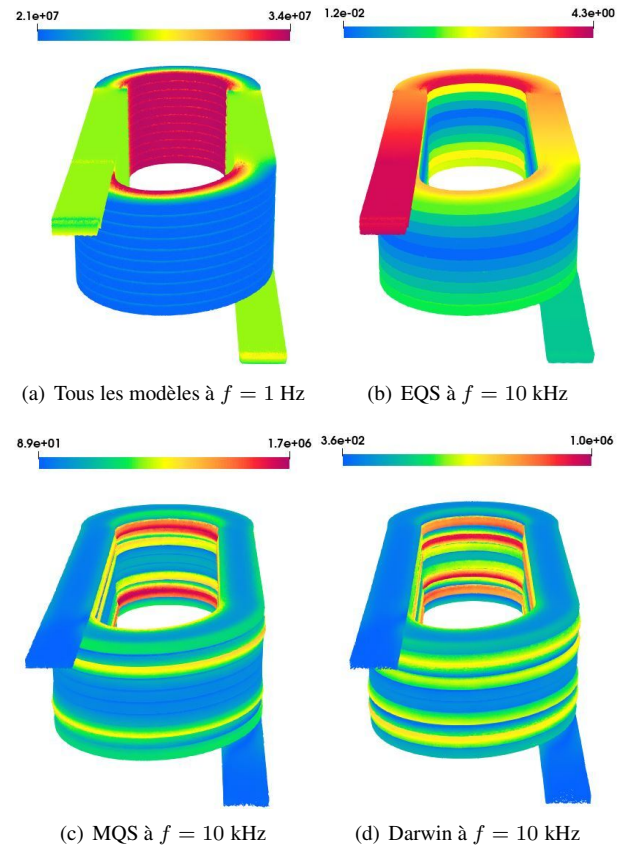 2.1e+07 3.4e+07 1.2e-02 4.3e+00
(a) Tous les modèles à f = 1 Hz
(b) EQS à f = 10 kHz
8.9e+01 1.7e+06 3.6e+02 1.0e+06
(c) MQS à f = 10 kHz
(d) Darwin à f = 10 kHz